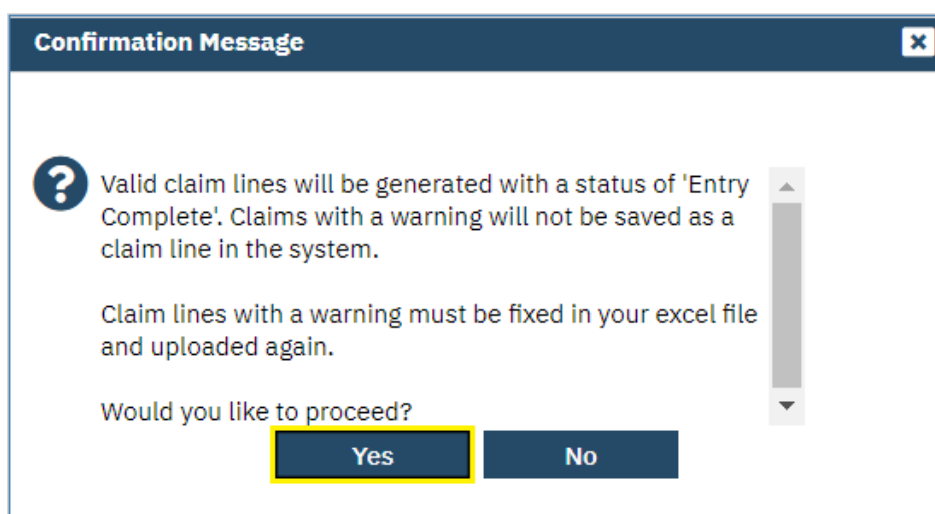 Confirmation Message
Valid claim lines will be generated with a status of 'Entry
Complete'. Claims with a warning will not be saved as a
claim line in the system.
Claim lines with a warning must be fixed in your excel file
and uploaded again.
Would you like to proceed?
Yes
No